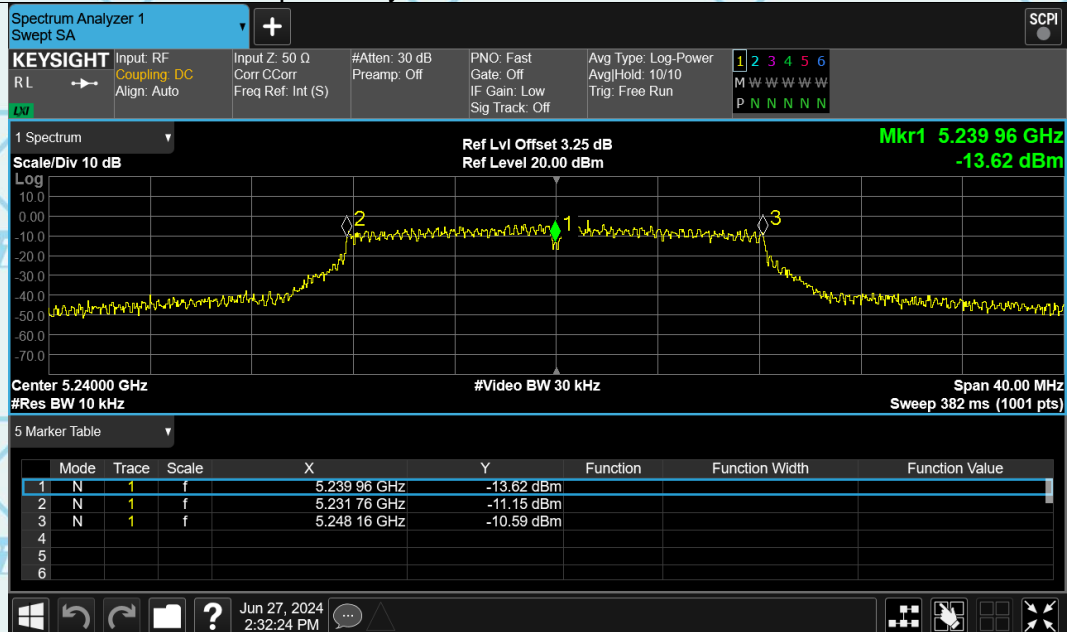 Spectrum Analyzer 1
Swept SA
▼
+
SCPI
KEYSIGHT Input: RF Input Z: 50 Ω #Atten: 30 dB PNO: Fast Avg Type: Log-Power 1 2 3 4 5 6
RL Coupling: DC Corr CCorr Preamp: Off Gate: Off Avg|Hold: 10/10 M W W W W W W
Align: Auto Freq Ref: Int (S) IF Gain: Low Trig: Free Run
LXI Sig Track: Off P N N N N N N
1 Spectrum ▼ Ref Lvl Offset 3.25 dB Mkr1 5.239 96 GHz
Scale/Div 10 dB Ref Level 20.00 dBm -13.62 dBm
Log
10.0
0.00
-10.0
-20.0
-30.0
-40.0
-50.0
-60.0
-70.0
2 1 3
Center 5.24000 GHz #Video BW 30 kHz Span 40.00 MHz
#Res BW 10 kHz Sweep 382 ms (1001 pts)
5 Marker Table ▼
Mode Trace Scale X Y Function Function Width Function Value
1 N 1 f 5.239 96 GHz -13.62 dBm
2 N 1 f 5.231 76 GHz -11.15 dBm
3 N 1 f 5.248 16 GHz -10.59 dBm
4
5
6
? Jun 27, 2024
2:32:24 PM